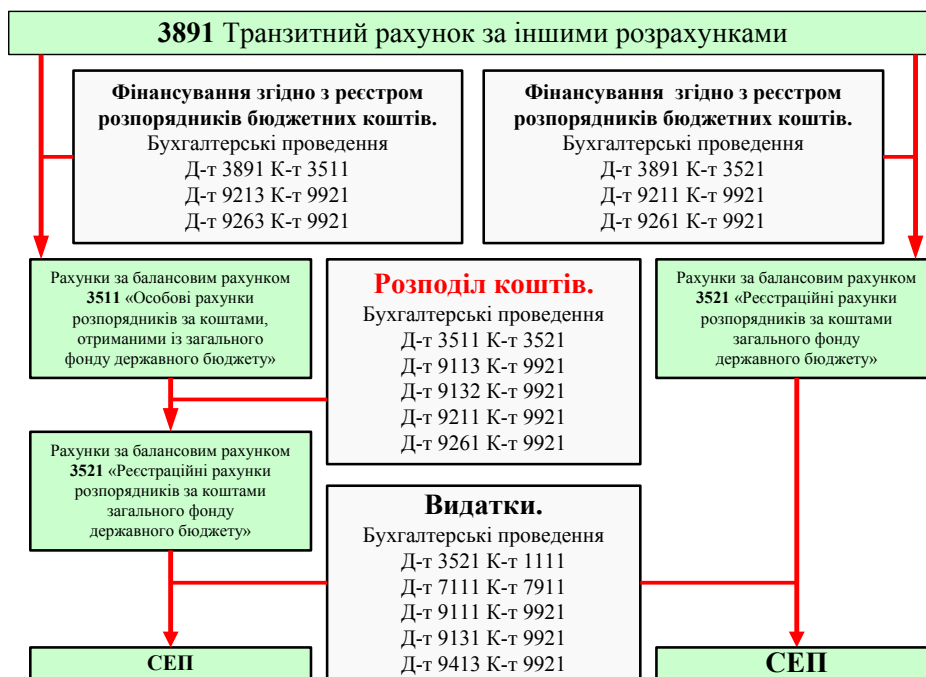 3891 Транзитний рахунок за іншими розрахунками
Фінансування згідно з реєстром
розпорядників бюджетних коштів.
Бухгалтерські проведення
Д-т 3891 К-т 3511
Д-т 9213 К-т 9921
Д-т 9263 К-т 9921
Фінансування згідно з реєстром
розпорядників бюджетних коштів.
Бухгалтерські проведення
Д-т 3891 К-т 3521
Д-т 9211 К-т 9921
Д-т 9261 К-т 9921
Рахунки за балансовим рахунком
3511 «Особові рахунки
розпорядників за коштами,
отриманими із загального
фонду державного бюджету»
Розподіл коштів.
Бухгалтерські проведення
Д-т 3511 К-т 3521
Д-т 9113 К-т 9921
Д-т 9132 К-т 9921
Д-т 9211 К-т 9921
Д-т 9261 К-т 9921
Рахунки за балансовим рахунком
3521 «Реєстраційні рахунки
розпорядників за коштами
загального фонду
державного бюджету»
Рахунки за балансовим рахунком
3521 «Реєстраційні рахунки
розпорядників за коштами
загального фонду
державного бюджету»
Видатки.
Бухгалтерські проведення
Д-т 3521 К-т 1111
Д-т 7111 К-т 7911
Д-т 9111 К-т 9921
Д-т 9131 К-т 9921
Д-т 9413 К-т 9921
СЕП
СЕП